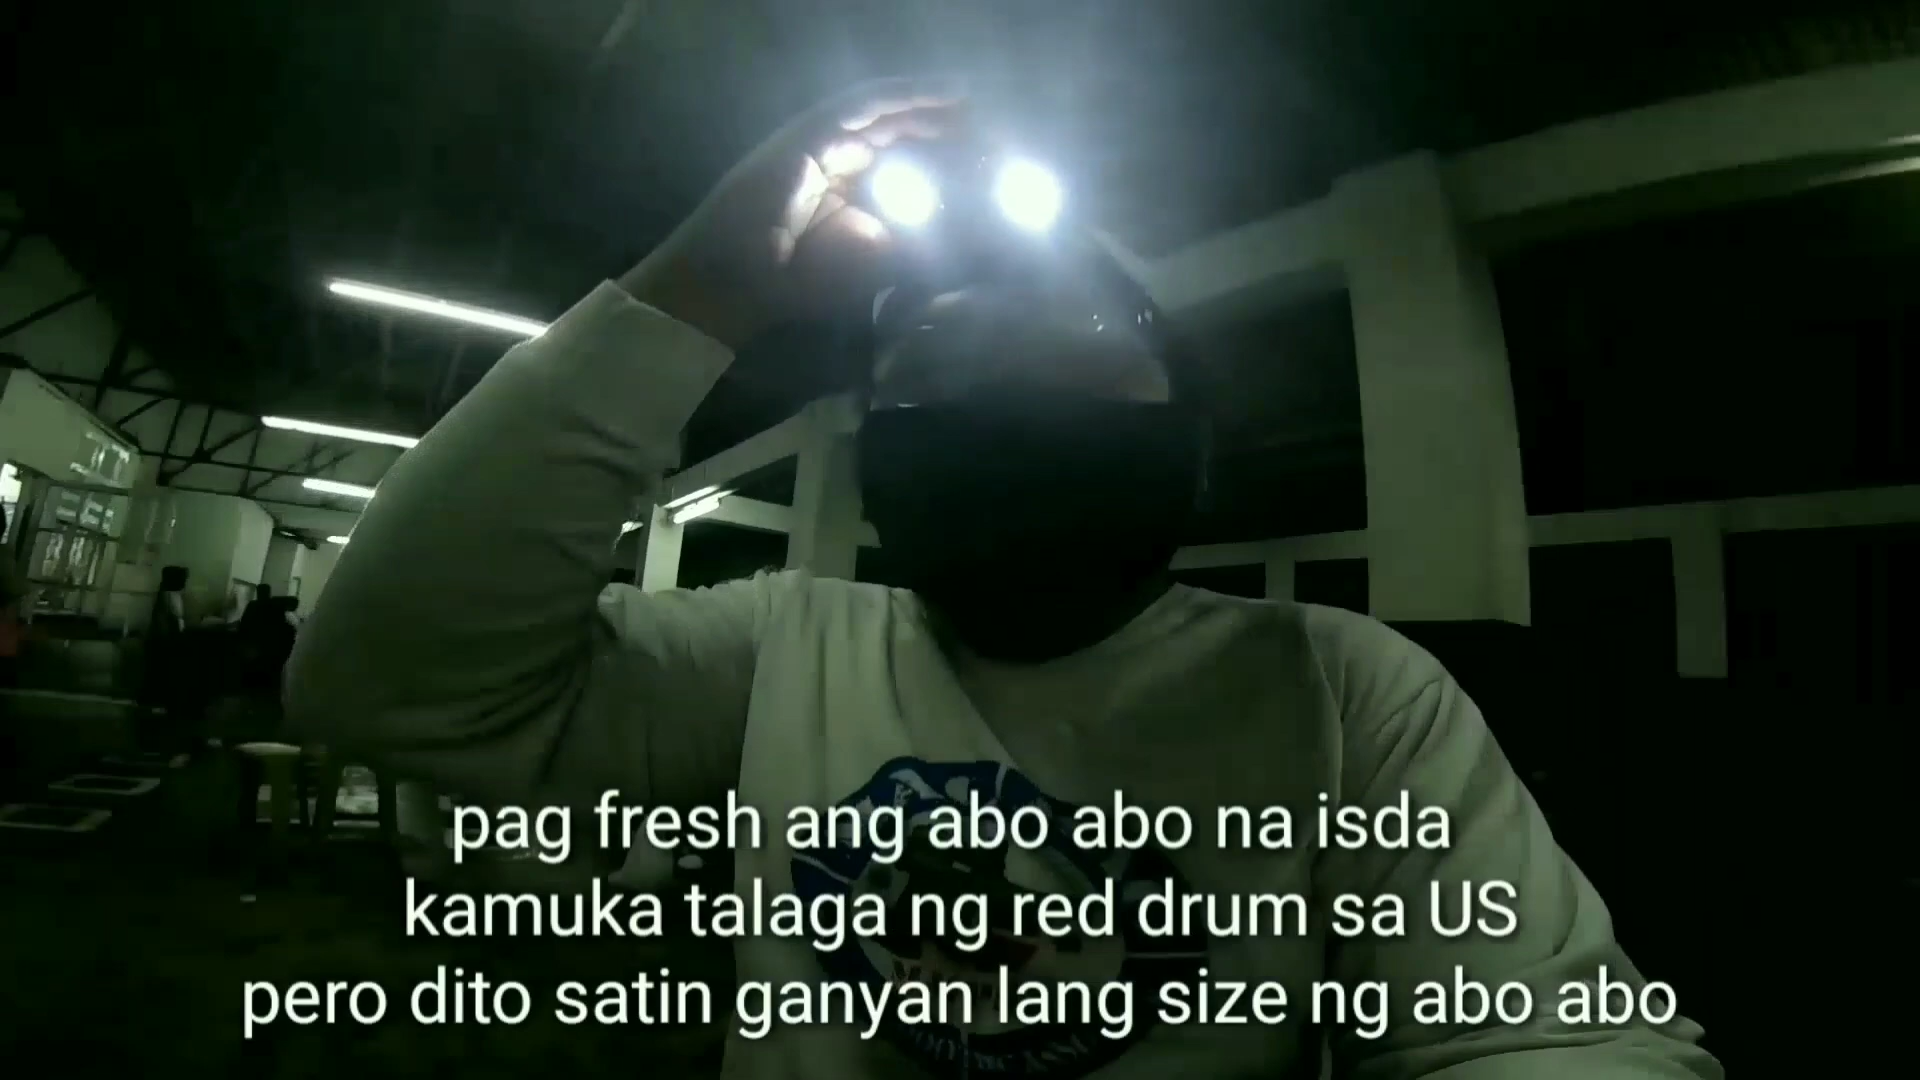 pag fresh ang abo abo na isda
kamuka talaga ng red drum sa US
pero dito satin ganyan lang size ng abo abo